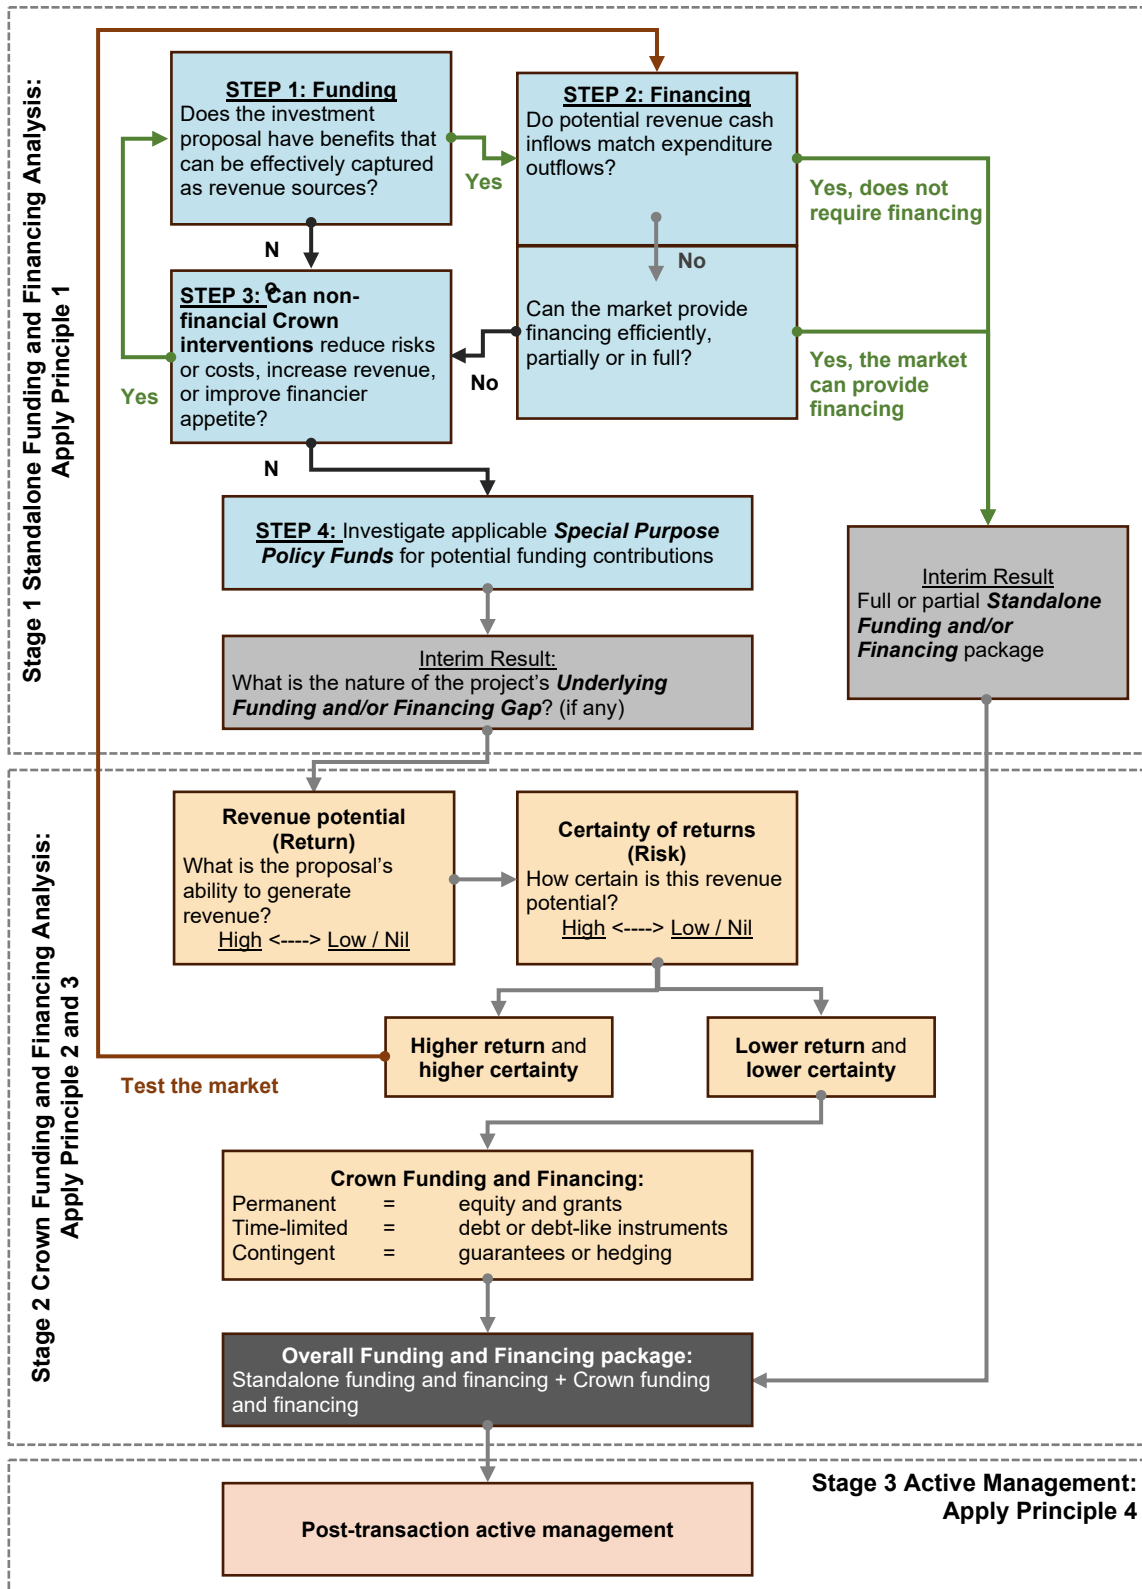 Stage 1 Standalone Funding and Financing Analysis:
Apply Principle 1
STEP 1: Funding
Does the investment
proposal have benefits that
can be effectively captured
as revenue sources?
Yes
STEP 2: Financing
Do potential revenue cash
inflows match expenditure
outflows?
Yes, does not
require financing
No
No
STEP 3: Can non-
financial Crown
interventions reduce risks
or costs, increase revenue,
or improve financier
appetite?
Yes
No
Can the market provide
financing efficiently,
partially or in full?
Yes, the market
can provide
financing
N
STEP 4: Investigate applicable Special Purpose
Policy Funds for potential funding contributions
Interim Result
Full or partial Standalone
Funding and/or
Financing package
Interim Result:
What is the nature of the project's Underlying
Funding and/or Financing Gap? (if any)
Stage 2 Crown Funding and Financing Analysis:
Apply Principle 2 and 3
Revenue potential
(Return)
What is the proposal's
ability to generate
revenue?
High <----> Low / Nil
Certainty of returns
(Risk)
How certain is this revenue
potential?
High <----> Low / Nil
Higher return and
higher certainty
Lower return and
lower certainty
Test the market
Crown Funding and Financing:
Permanent = equity and grants
Time-limited = debt or debt-like instruments
Contingent = guarantees or hedging
Overall Funding and Financing package:
Standalone funding and financing + Crown funding
and financing
Stage 3 Active Management:
Apply Principle 4
Post-transaction active management